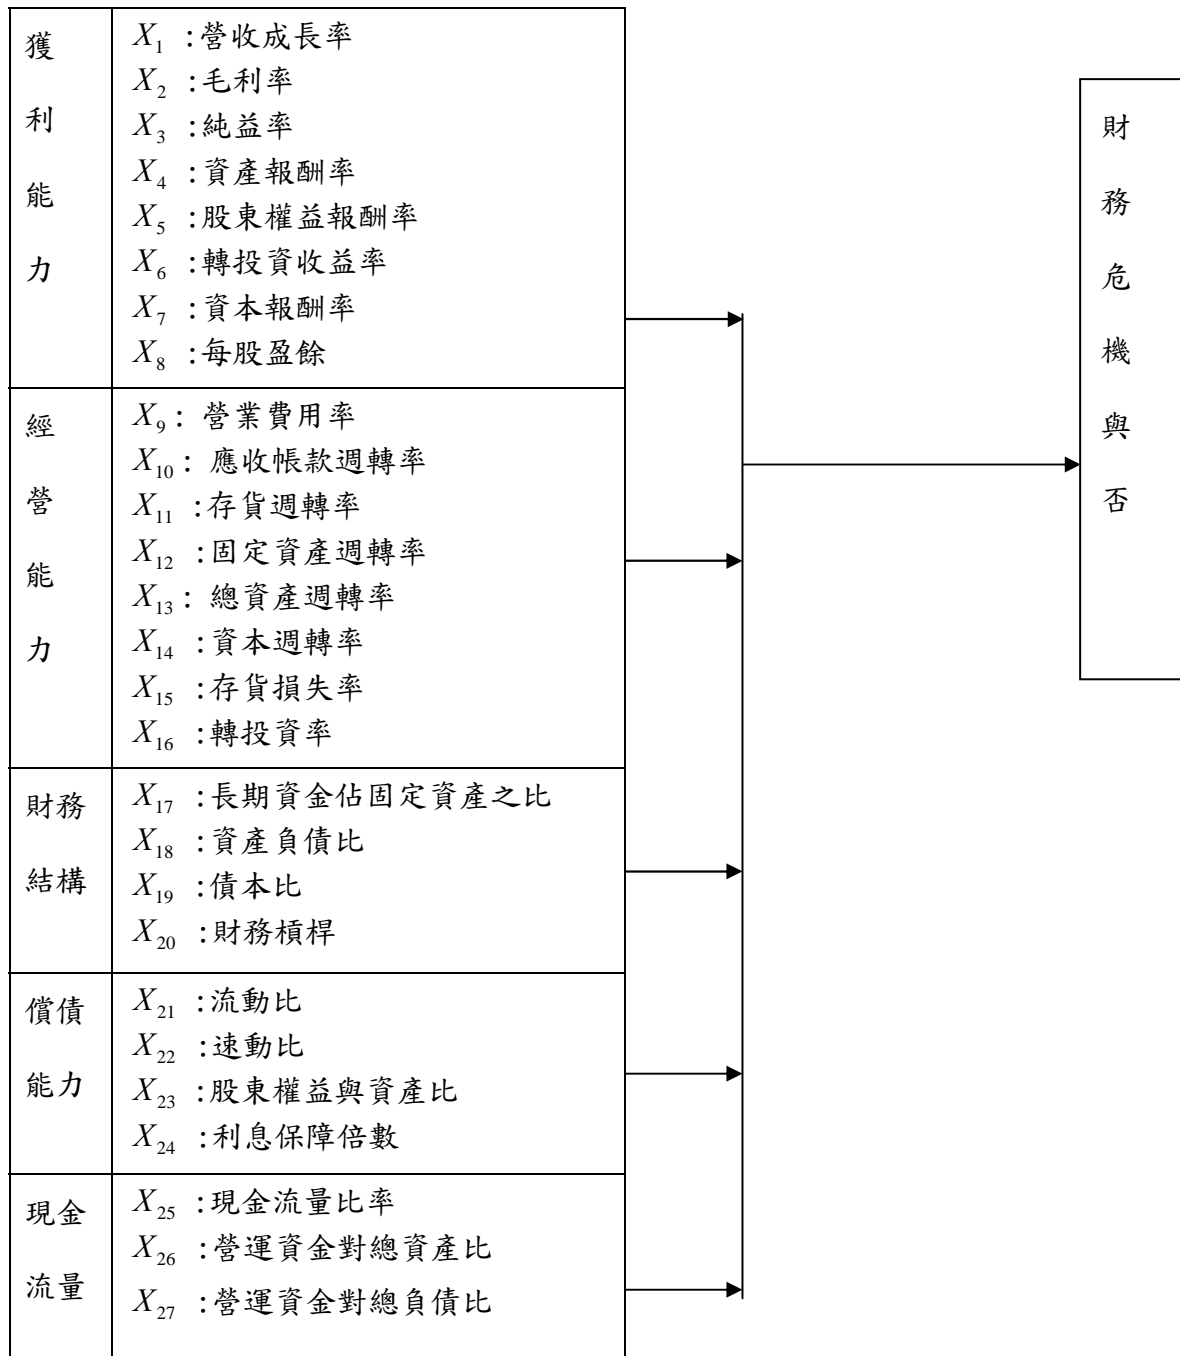 獲利能力
X₁ :營收成長率
X₂ :毛利率
X₃ :純益率
X₄ :資產報酬率
X₅ :股東權益報酬率
X₆ :轉投資收益率
X₇ :資本報酬率
X₈ :每股盈餘
經營能力
X₉: 營業費用率
X₁₀: 應收帳款週轉率
X₁₁ :存貨週轉率
X₁₂ :固定資產週轉率
X₁₃: 總資產週轉率
X₁₄ :資本週轉率
X₁₅ :存貨損失率
X₁₆ :轉投資率
財務結構
X₁₇ :長期資金佔固定資產之比
X₁₈ :資產負債比
X₁₉ :債本比
X₂₀ :財務槓桿
償債能力
X₂₁ :流動比
X₂₂ :速動比
X₂₃ :股東權益與資產比
X₂₄ :利息保障倍數
現金流量
X₂₅ :現金流量比率
X₂₆ :營運資金對總資產比
X₂₇ :營運資金對總負債比
財務危機與否